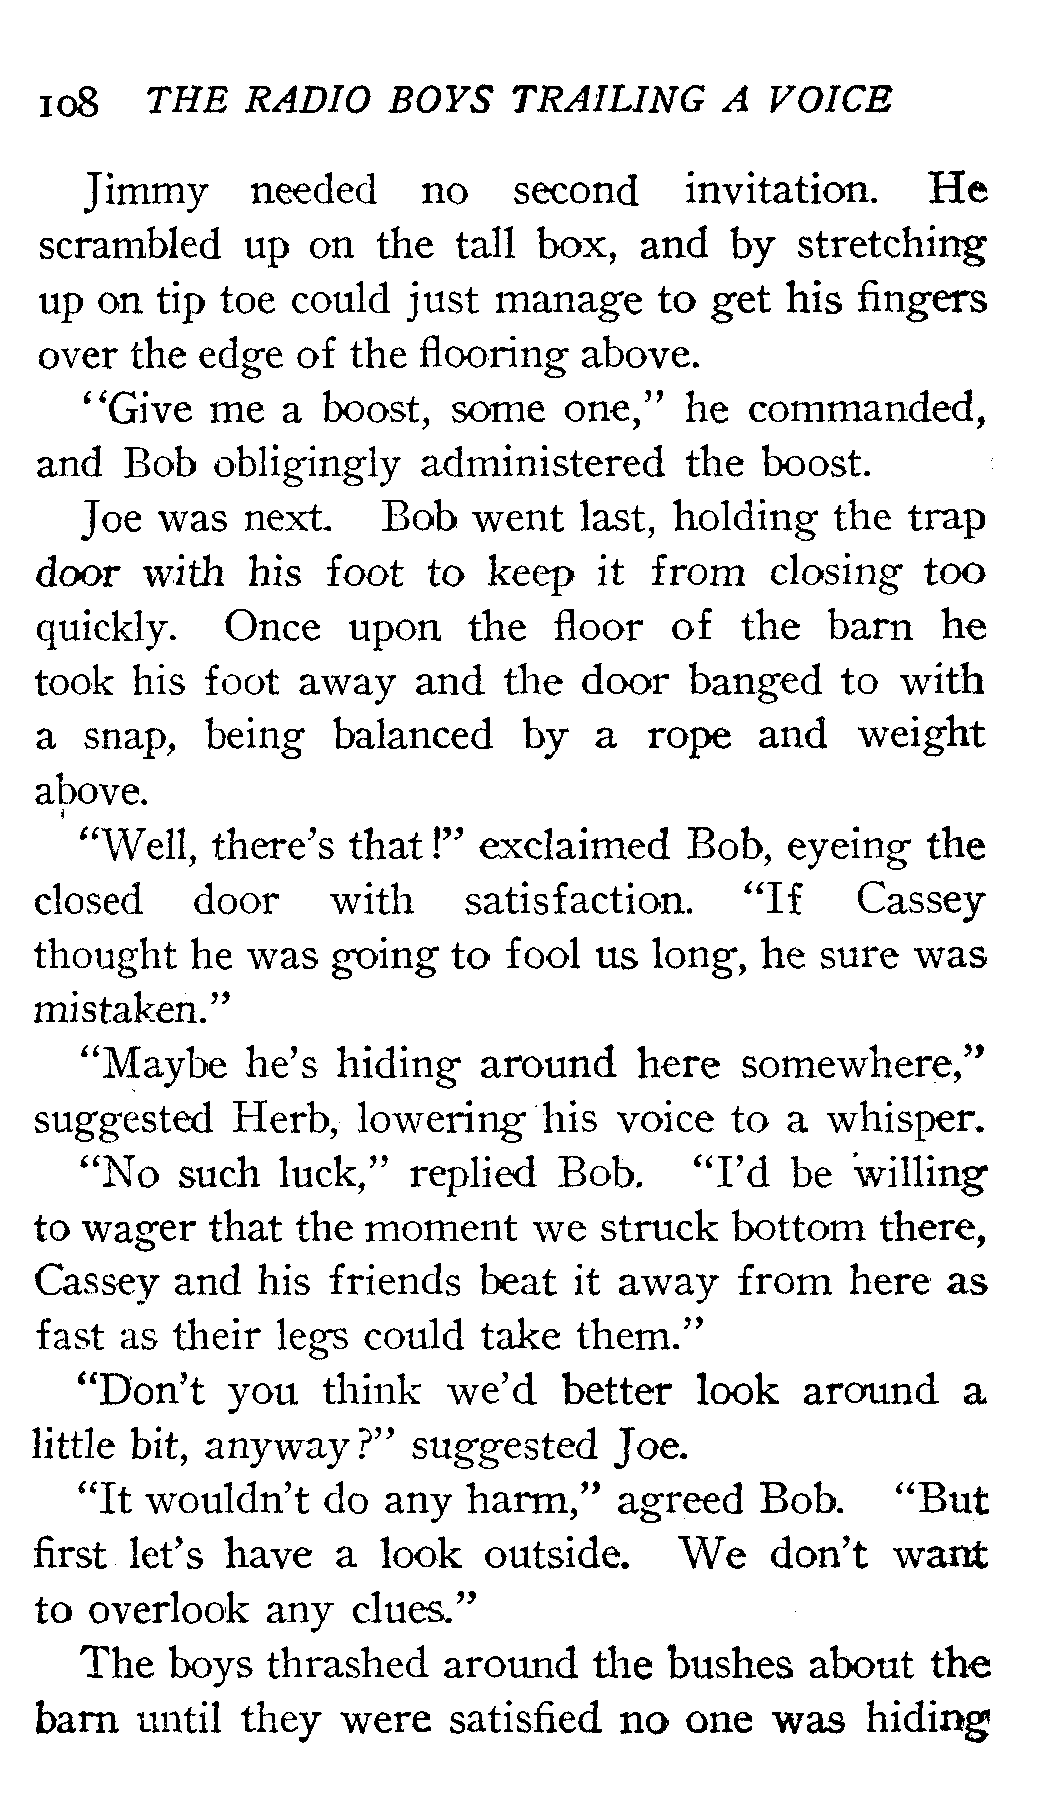 108 THE RADIO BOYS TRAILING A VOICE
Jimmy needed no second invitation. He
scrambled up on the tall box, and by stretching
up on tip toe could just manage to get his fingers
over the edge of the flooring above.
"Give me a boost, some one," he commanded,
and Bob obligingly administered the boost.
Joe was next. Bob went last, holding the trap
door with his foot to keep it from closing too
quickly. Once upon the floor of the barn he
took his foot away and the door banged to with
a snap, being balanced by a rope and weight
above.
"Well, there's that!" exclaimed Bob, eyeing the
closed door with satisfaction. "If Cassey
thought he was going to fool us long, he sure was
mistaken."
"Maybe he's hiding around here somewhere,"
suggested Herb, lowering his voice to a whisper.
"No such luck," replied Bob. "I'd be willing
to wager that the moment we struck bottom there,
Cassey and his friends beat it away from here as
fast as their legs could take them."
"Don't you think we'd better look around a
little bit, anyway?" suggested Joe.
"It wouldn't do any harm," agreed Bob. "But
first let's have a look outside. We don't want
to overlook any clues."
The boys thrashed around the bushes about the
barn until they were satisfied no one was hiding